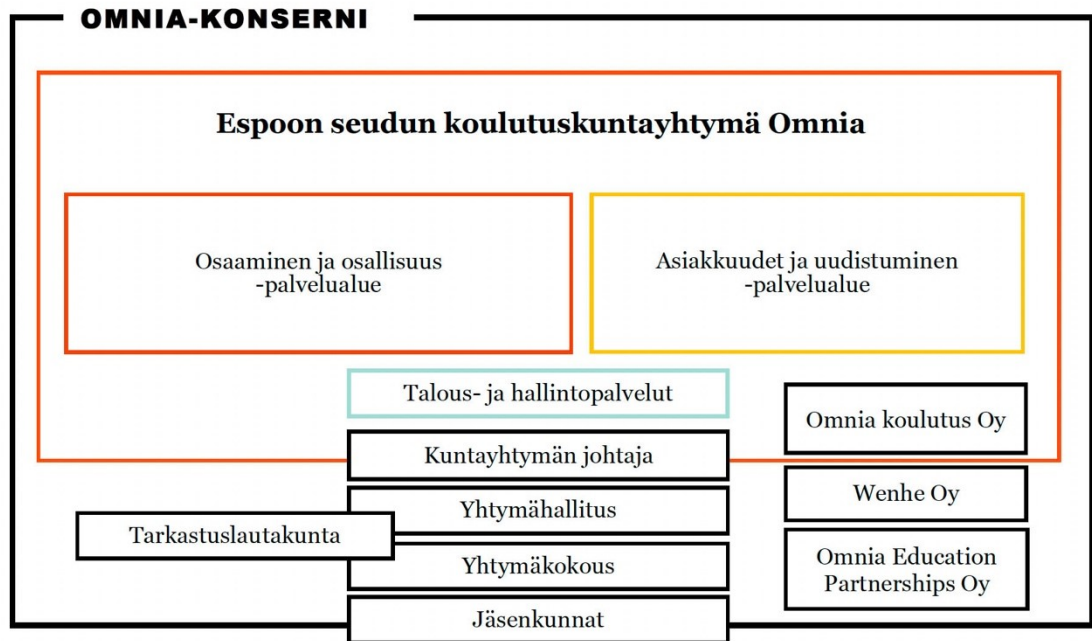 OMNIA-KONSERNI
Espoon seudun koulutuskuntayhtymä Omnia
Osaaminen ja osallisuus
-palvelualue
Asiakkuudet ja uudistuminen
-palvelualue
Talous- ja hallintopalvelut
Omnia koulutus Oy
Kuntayhtymän johtaja
Wenhe Oy
Yhtymähallitus
Tarkastuslautakunta
Yhtymäkokous
Omnia Education
Partnerships Oy
Jäsenkunnat